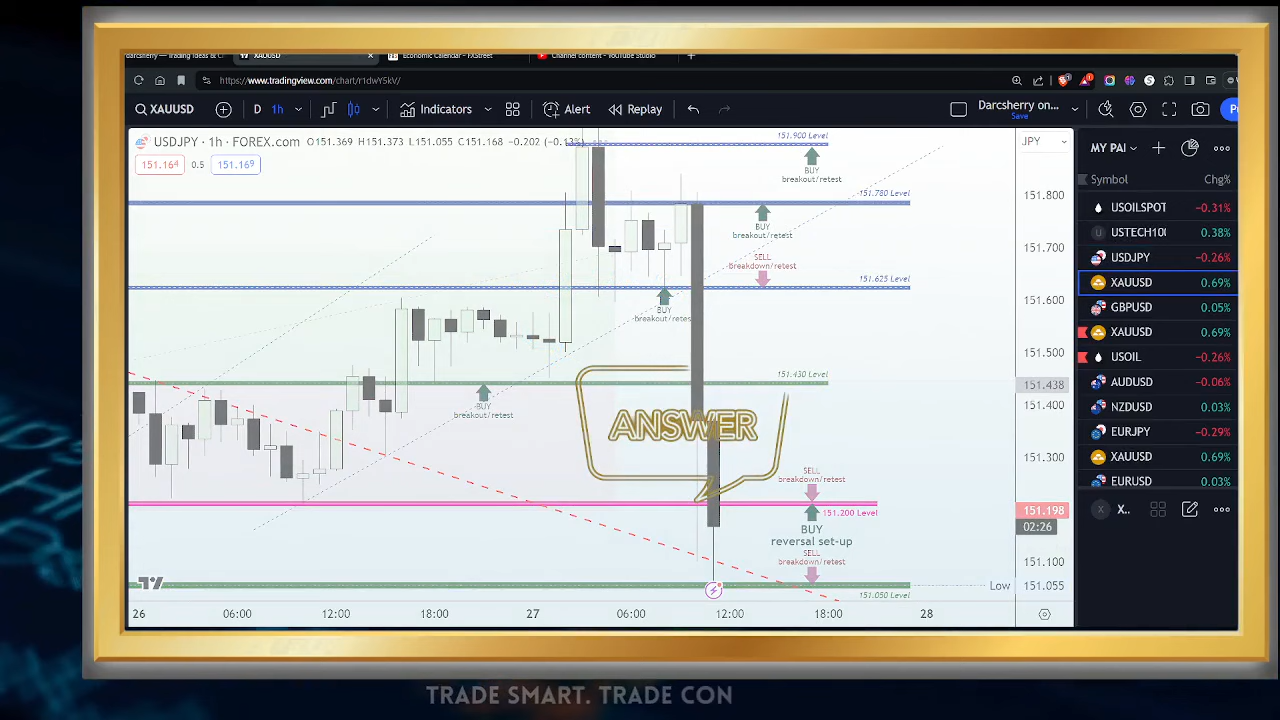 darcsherry — Trading Ideas & C
XAUUSD
Economic Calendar - FXStreet
Channel content - YouTube Studio
https://www.tradingview.com/chart/r1dwY5kV/
XAUUSD
D
1h
Indicators
Alert
Replay
Darcsherry on...
Save
USDJPY · 1h · FOREX.com O151.369 H151.373 L151.055 C151.168 −0.202 (−0.13%)
151.164
0.5
151.169
JPY
MY PAI
Symbol Chg%
USOILSPOT −0.31%
USTECH100 0.38%
USDJPY −0.26%
XAUUSD 0.69%
GBPUSD 0.05%
XAUUSD 0.69%
USOIL −0.26%
AUDUSD −0.06%
NZDUSD 0.03%
EURJPY −0.29%
XAUUSD 0.69%
EURUSD 0.03%
X..
151.900 Level
BUY
breakout/retest
151.780 Level
BUY
breakout/retest
SELL
breakdown/retest
151.625 Level
BUY
breakout/retest
151.430 Level
BUY
breakout/retest
ANSWER
SELL
breakdown/retest
151.200 Level
BUY
reversal set-up
SELL
breakdown/retest
151.050 Level
151.800
151.700
151.600
151.500
151.438
151.400
151.300
151.198
02:26
151.100
Low 151.055
26 06:00 12:00 18:00 27 06:00 12:00 18:00 28
TRADE SMART. TRADE CON